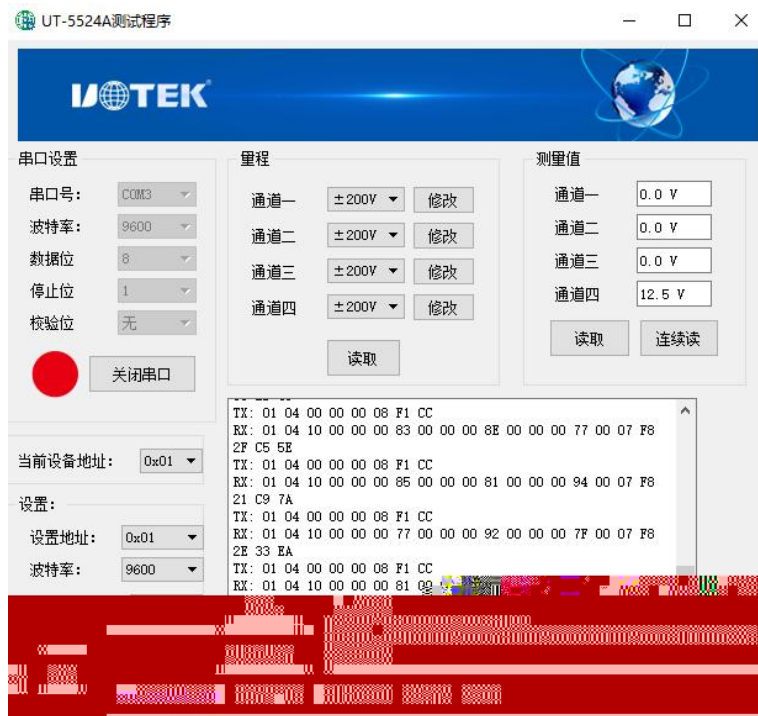 UT-5524A测试程序
UOTEK
串口设置
串口号: COM3
波特率: 9600
数据位 8
停止位 1
校验位 无
关闭串口
量程
通道一 ±200V 修改
通道二 ±200V 修改
通道三 ±200V 修改
通道四 ±200V 修改
读取
测量值
通道一 0.0 V
通道二 0.0 V
通道三 0.0 V
通道四 12.5 V
读取 连续读
当前设备地址: 0x01
设置:
设置地址: 0x01
波特率: 9600
TX: 01 04 00 00 00 08 F1 CC
RX: 01 04 10 00 00 00 83 00 00 00 8E 00 00 00 77 00 07 F8
2F C5 5E
TX: 01 04 00 00 00 08 F1 CC
RX: 01 04 10 00 00 00 85 00 00 00 81 00 00 00 94 00 07 F8
21 C9 7A
TX: 01 04 00 00 00 08 F1 CC
RX: 01 04 10 00 00 00 77 00 00 00 92 00 00 00 7F 00 07 F8
2E 33 EA
TX: 01 04 00 00 00 08 F1 CC
RX: 01 04 10 00 00 00 81